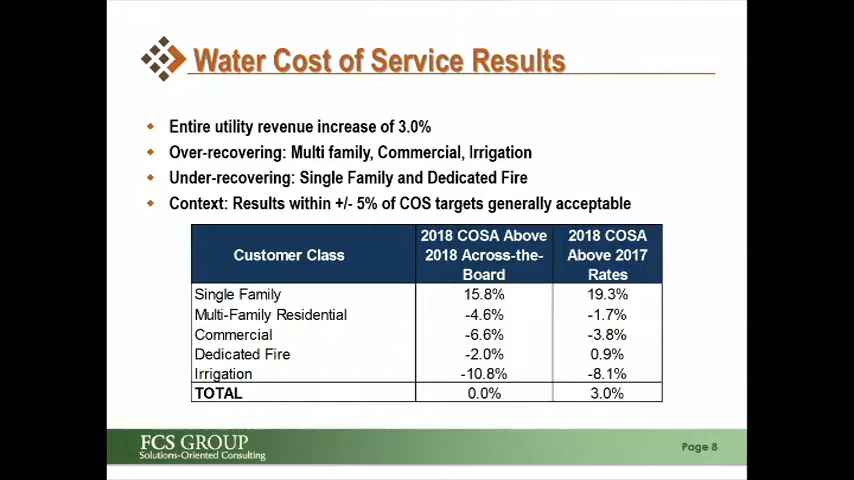 Water Cost of Service Results
Entire utility revenue increase of 3.0%
Over-recovering: Multi family, Commercial, Irrigation
Under-recovering: Single Family and Dedicated Fire
Context: Results within +/- 5% of COS targets generally acceptable
Customer Class
2018 COSA Above
2018 Across-the-
Board
2018 COSA
Above 2017
Rates
Single Family 15.8% 19.3%
Multi-Family Residential -4.6% -1.7%
Commercial -6.6% -3.8%
Dedicated Fire -2.0% 0.9%
Irrigation -10.8% -8.1%
TOTAL 0.0% 3.0%
FCS GROUP
Solutions-Oriented Consulting
Page 8